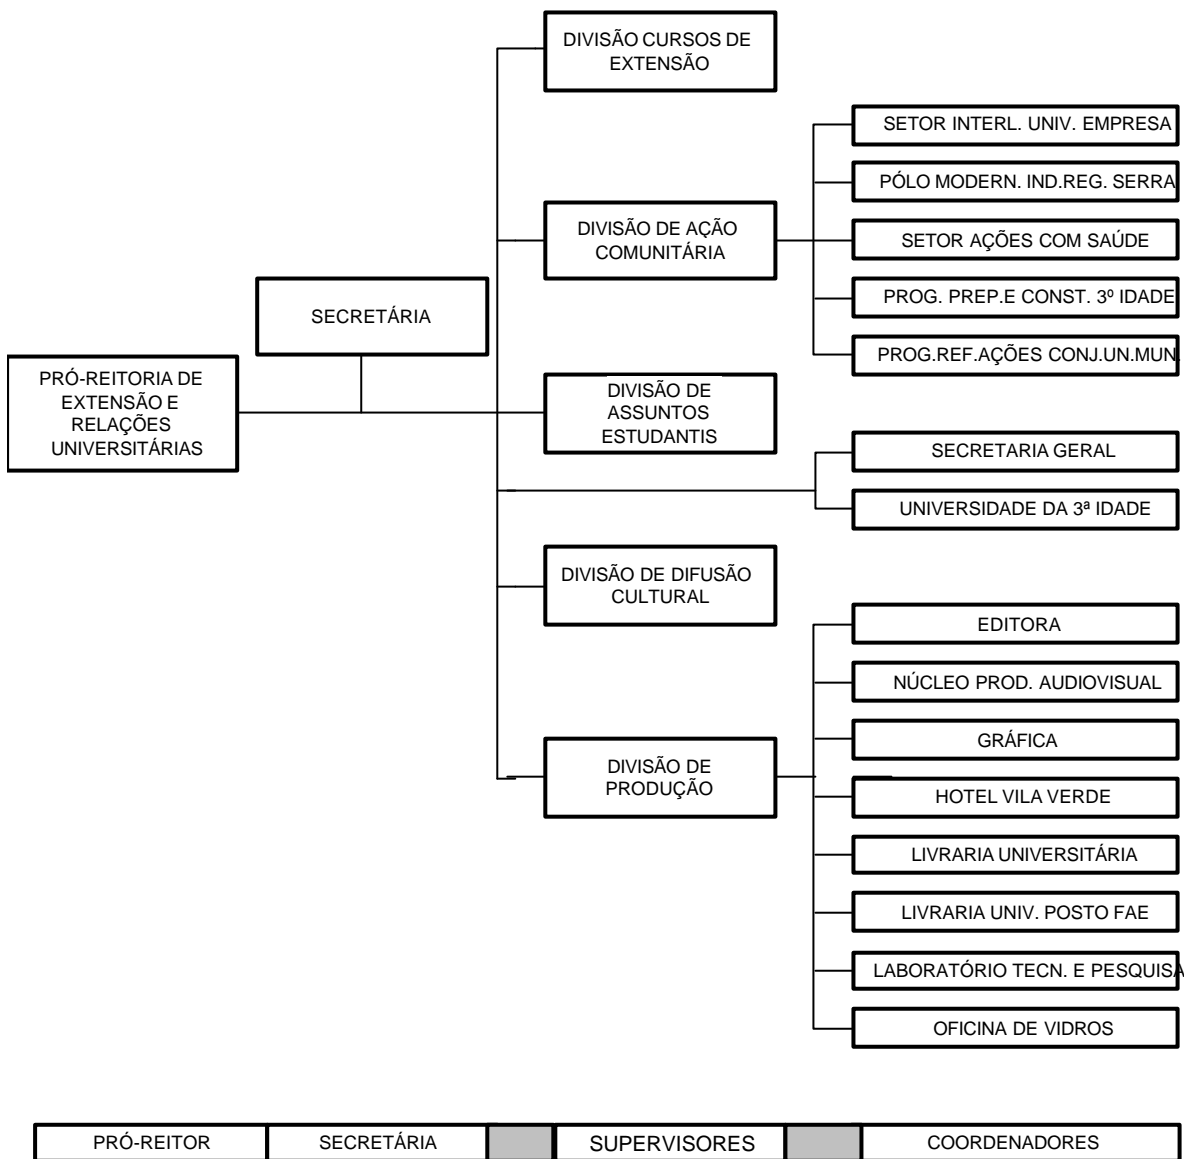 DIVISÃO CURSOS DE
EXTENSÃO
SETOR INTERL. UNIV. EMPRESA
PÓLO MODERN. IND.REG. SERRA
DIVISÃO DE AÇÃO
COMUNITÁRIA
SETOR AÇÕES COM SAÚDE
PROG. PREP.E CONST. 3º IDADE
PROG.REF.AÇÕES CONJ.UN.MUN.
SECRETÁRIA
PRÓ-REITORIA DE
EXTENSÃO E
RELAÇÕES
UNIVERSITÁRIAS
DIVISÃO DE
ASSUNTOS
ESTUDANTIS
SECRETARIA GERAL
UNIVERSIDADE DA 3ª IDADE
DIVISÃO DE DIFUSÃO
CULTURAL
EDITORA
NÚCLEO PROD. AUDIOVISUAL
GRÁFICA
DIVISÃO DE
PRODUÇÃO
HOTEL VILA VERDE
LIVRARIA UNIVERSITÁRIA
LIVRARIA UNIV. POSTO FAE
LABORATÓRIO TECN. E PESQUISA
OFICINA DE VIDROS
PRÓ-REITOR
SECRETÁRIA
SUPERVISORES
COORDENADORES